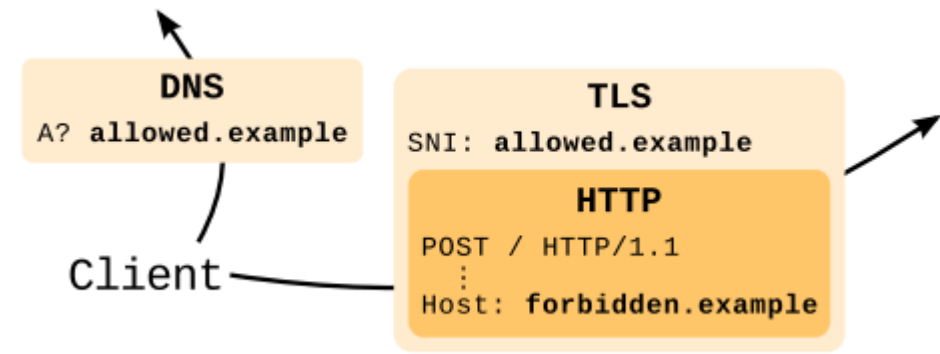 DNS
A? allowed.example
TLS
SNI: allowed.example
HTTP
POST / HTTP/1.1
⋮
Host: forbidden.example
Client